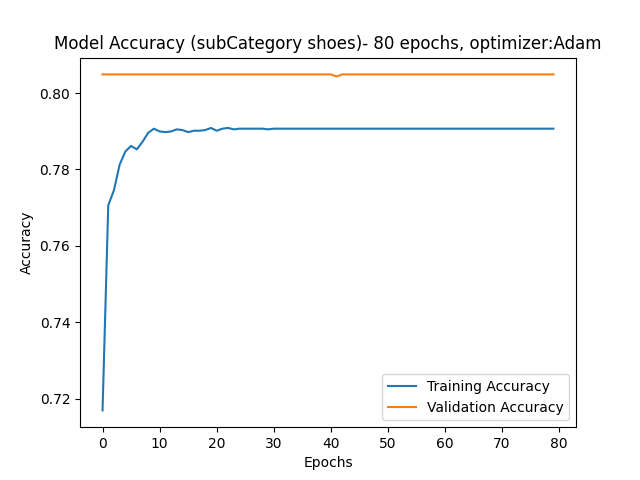 Model Accuracy (subCategory shoes)- 80 epochs, optimizer:Adam
0.80
0.78
0.76
0.74
0.72
Accuracy
Training Accuracy
Validation Accuracy
0 10 20 30 40 50 60 70 80
Epochs